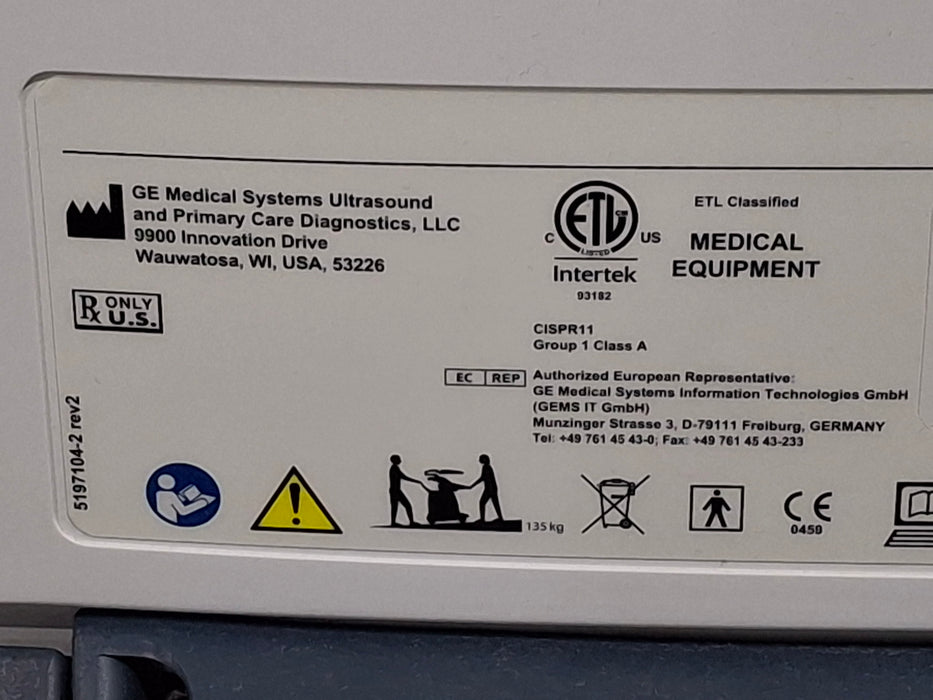 GE Medical Systems Ultrasound
and Primary Care Diagnostics, LLC
9900 Innovation Drive
Wauwatosa, WI, USA, 53226
Rx ONLY
U.S.
5197104-2 rev2
ETL CM
LISTED
C US
Intertek
93182
ETL Classified
MEDICAL
EQUIPMENT
CISPR11
Group 1 Class A
EC REP
Authorized European Representative:
GE Medical Systems Information Technologies GmbH
(GEMS IT GmbH)
Munzinger Strasse 3, D-79111 Freiburg, GERMANY
Tel: +49 761 45 43-0; Fax: +49 761 45 43-233
135 kg
CE
0459